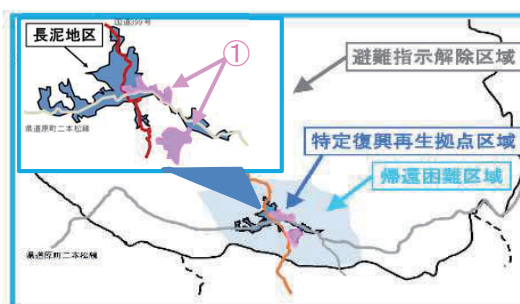 国道399号
長泥地区
①
避難指示解除区域
県道原町二本松線
特定復興再生拠点区域
帰還困難区域
県道原町二本松線